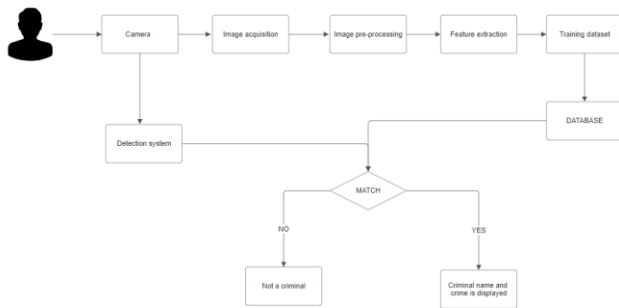 Camera
Image acquisition
Image pre-processing
Feature extraction
Training dataset
DATABASE
Detection system
MATCH
NO
YES
Not a criminal
Criminal name and
crime is displayed